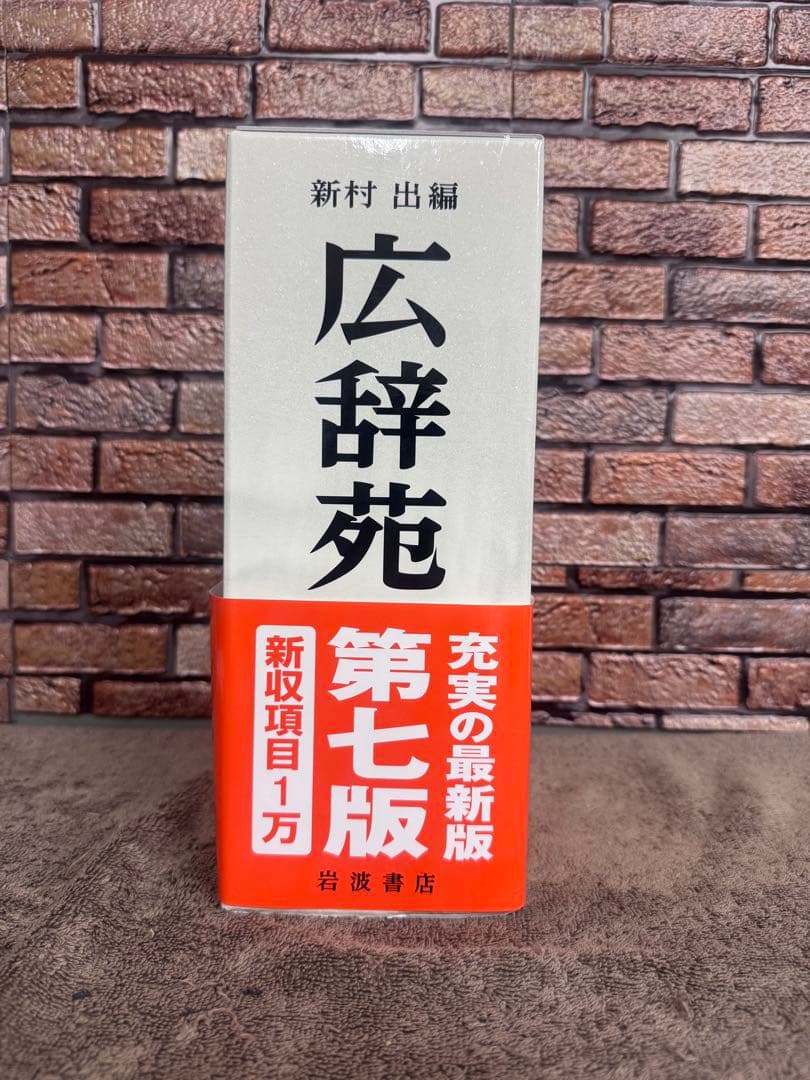 新村 出編
広辞苑
充実の最新版
第七版
新収項目1万
岩波書店